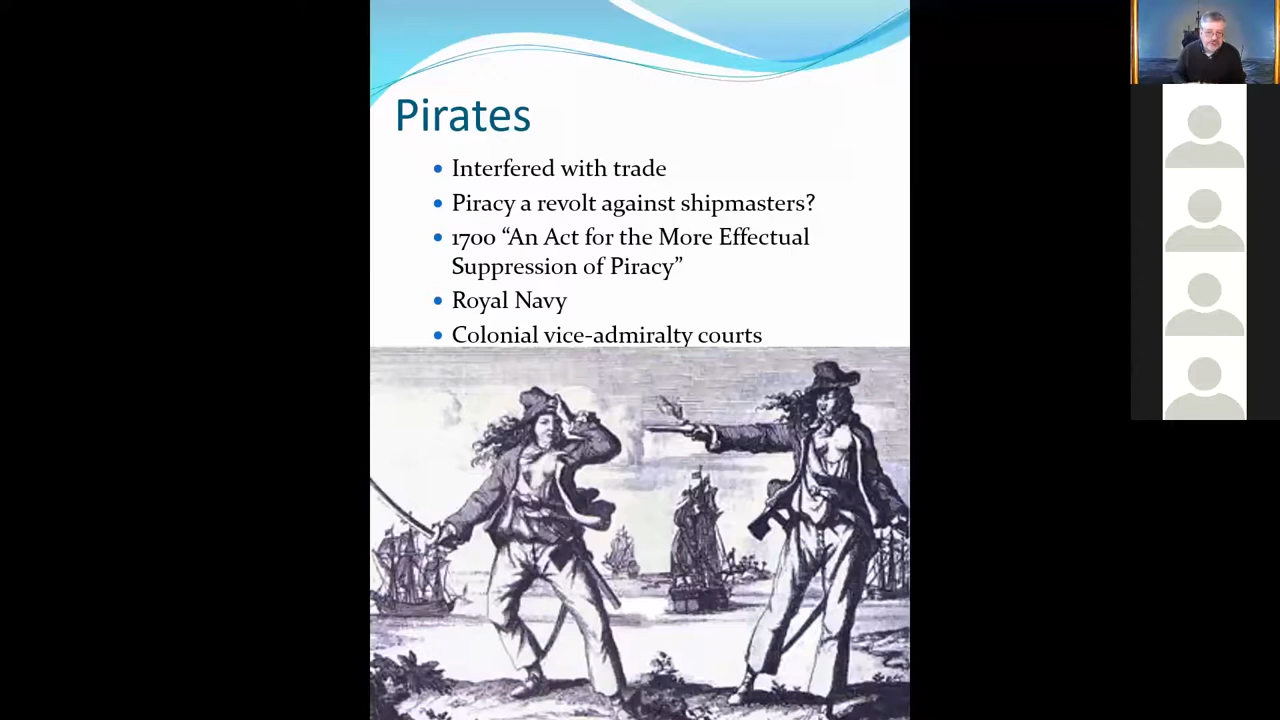 Pirates
Interfered with trade
Piracy a revolt against shipmasters?
1700 “An Act for the More Effectual
Suppression of Piracy”
Royal Navy
Colonial vice-admiralty courts